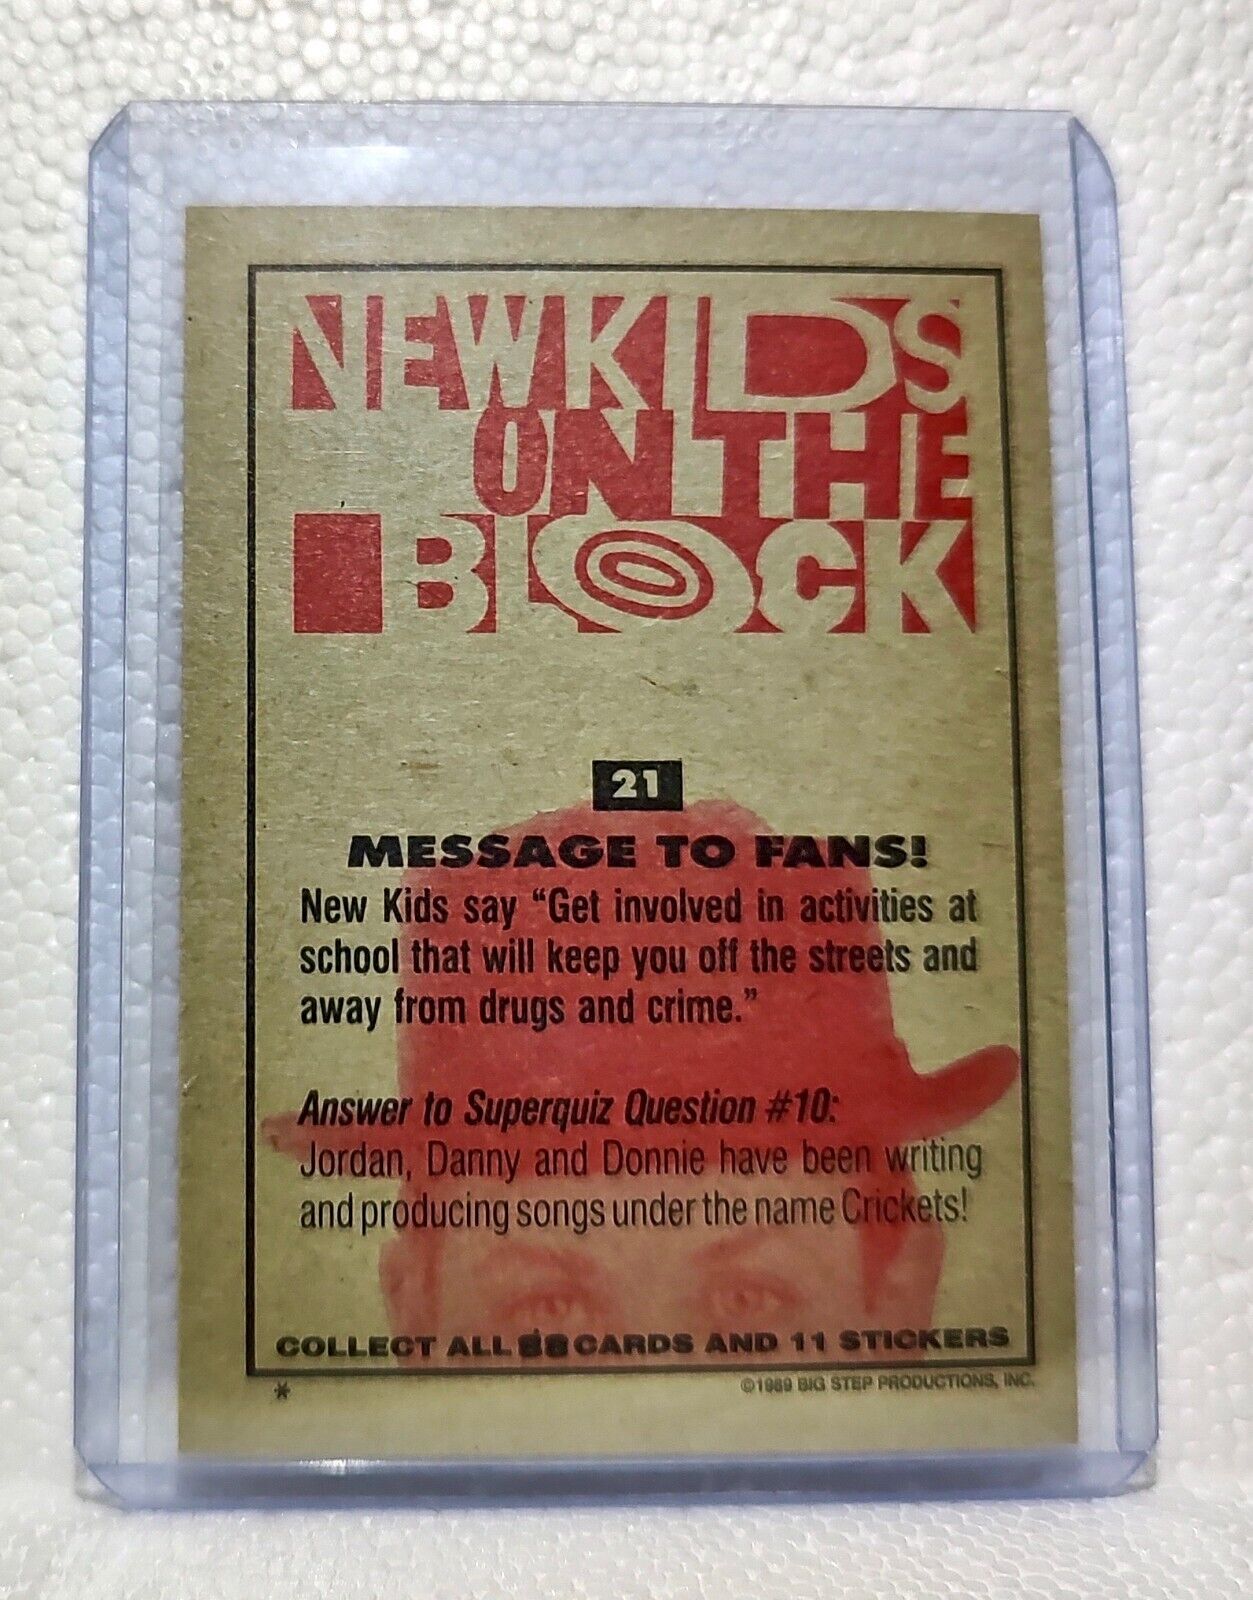 NEW KIDS
ON THE
BLOCK
21
MESSAGE TO FANS!
New Kids say “Get involved in activities at
school that will keep you off the streets and
away from drugs and crime.”
Answer to Superquiz Question #10:
Jordan, Danny and Donnie have been writing
and producing songs under the name Crickets!
COLLECT ALL 88 CARDS AND 11 STICKERS
* ©1989 BIG STEP PRODUCTIONS, INC.